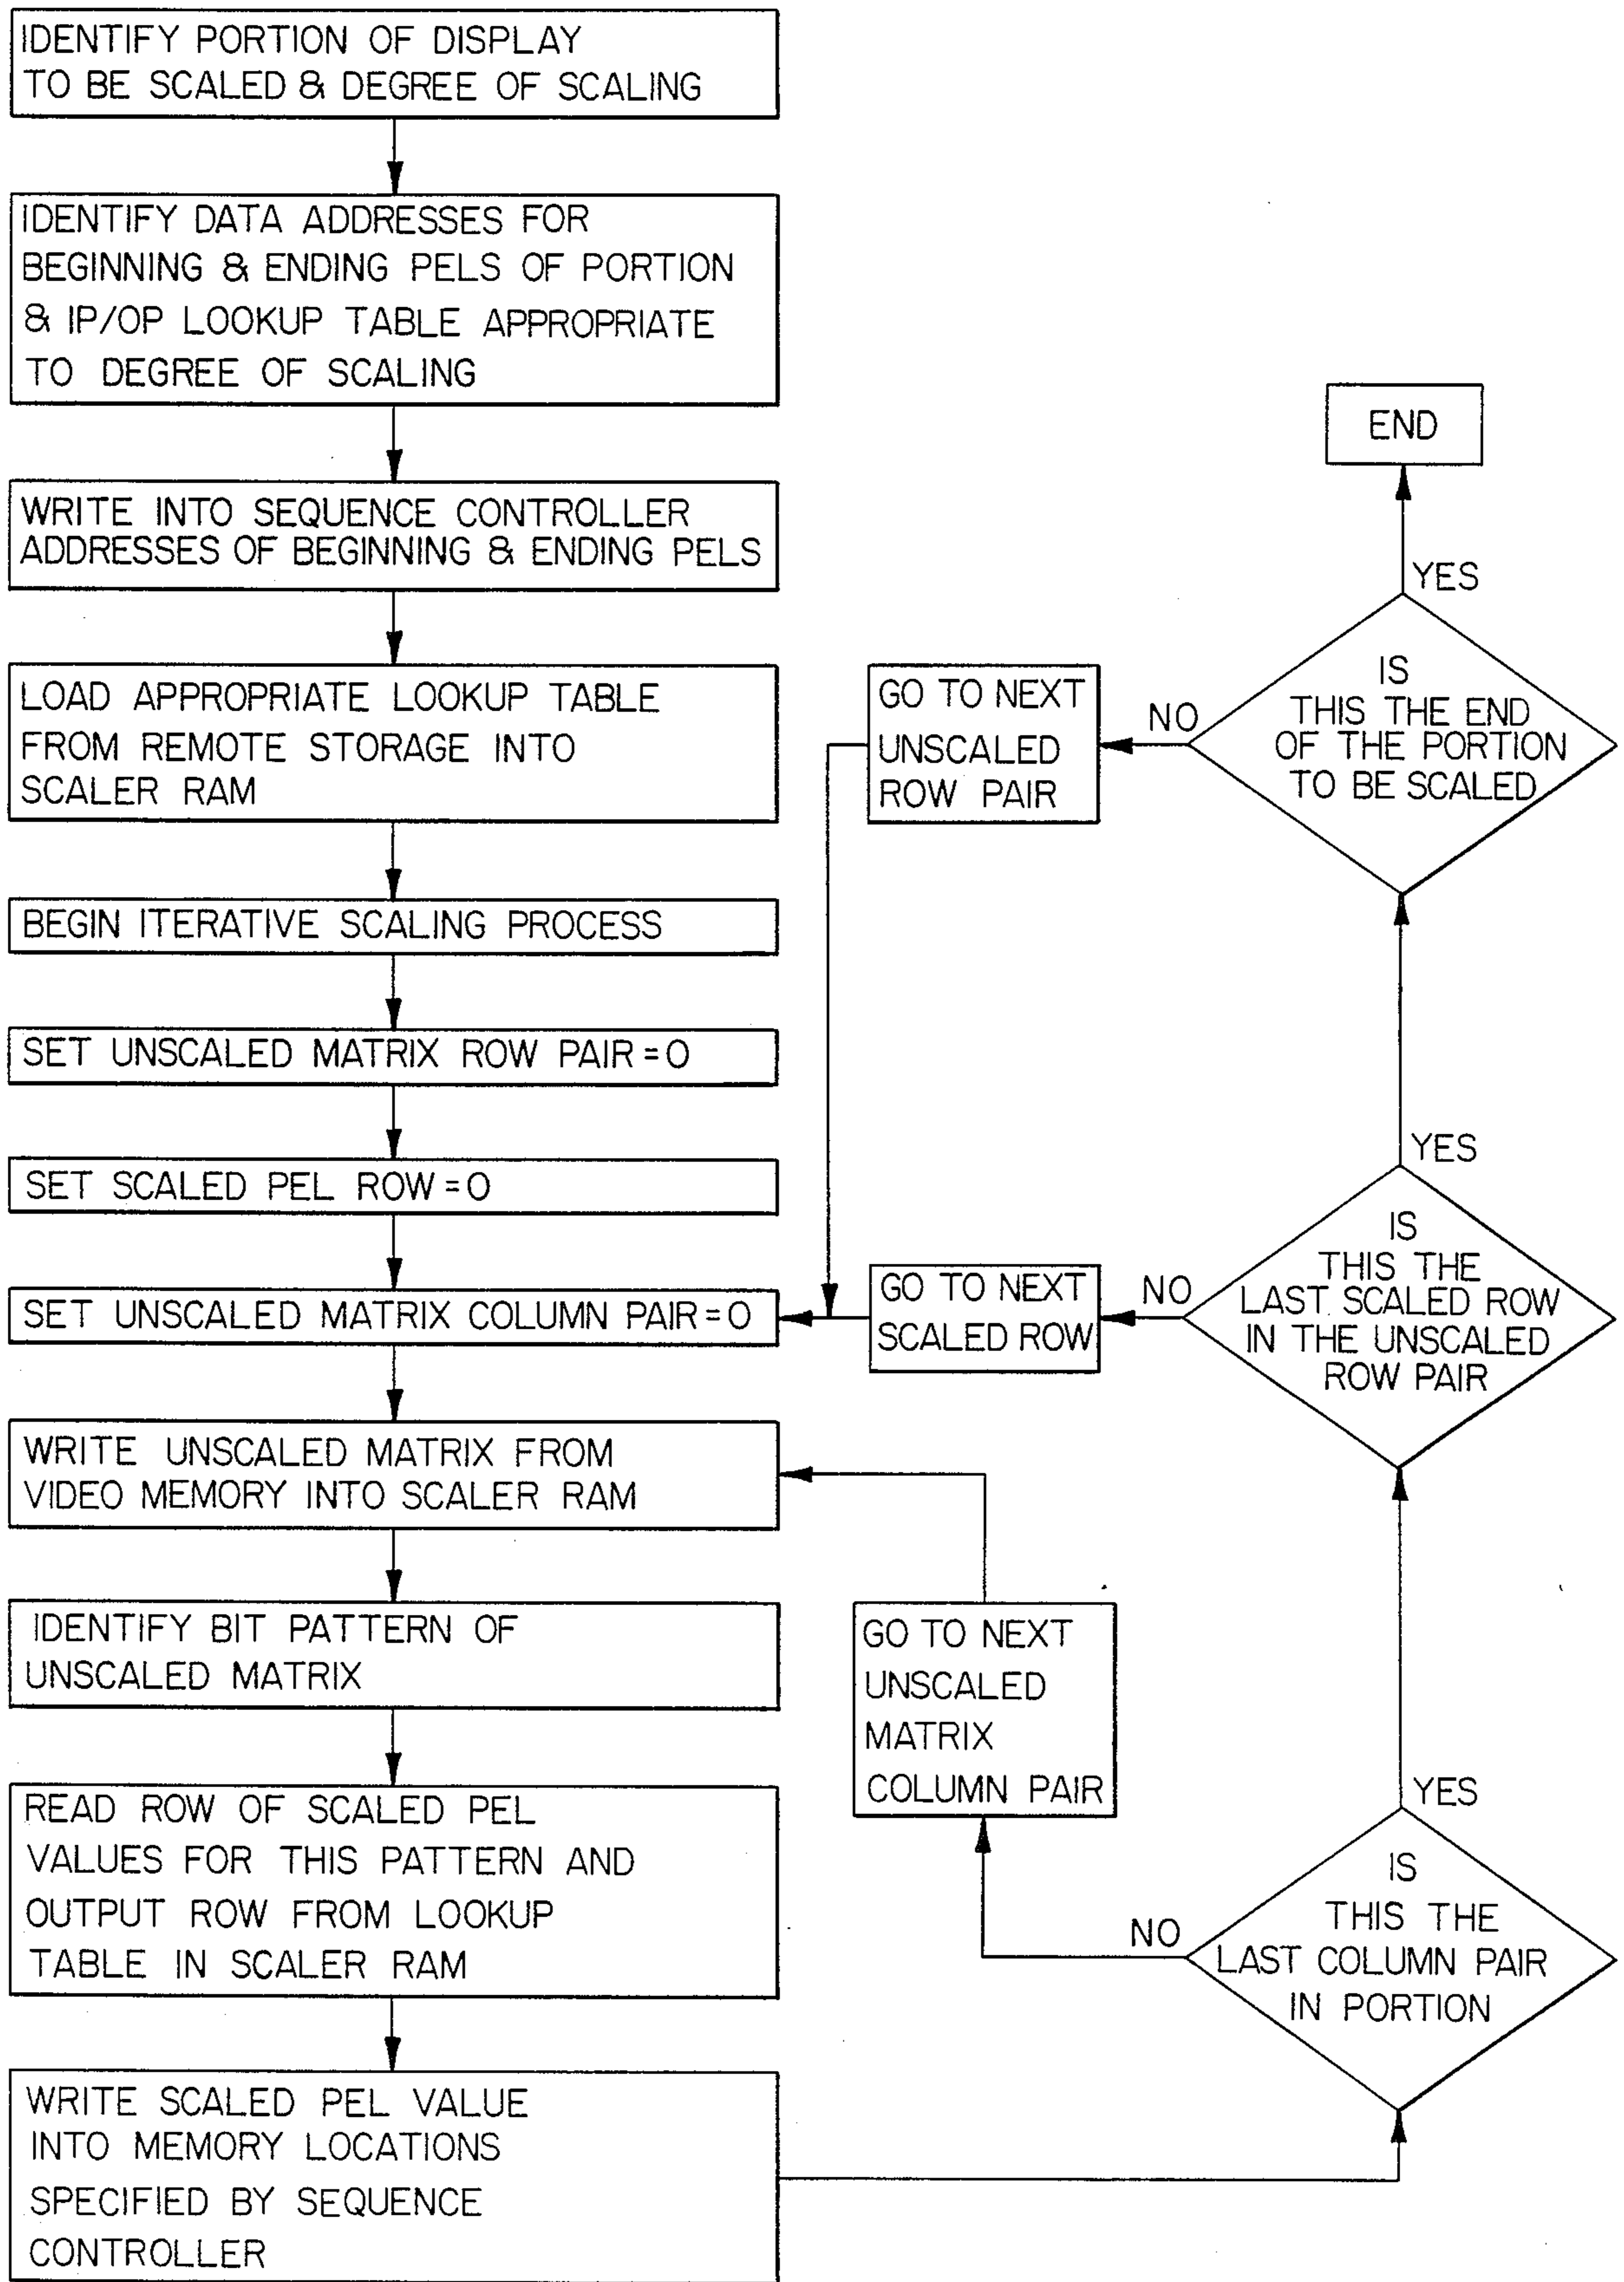 IDENTIFY PORTION OF DISPLAY
TO BE SCALED & DEGREE OF SCALING
IDENTIFY DATA ADDRESSES FOR
BEGINNING & ENDING PELS OF PORTION
& IP/OP LOOKUP TABLE APPROPRIATE
TO DEGREE OF SCALING
WRITE INTO SEQUENCE CONTROLLER
ADDRESSES OF BEGINNING & ENDING PELS
LOAD APPROPRIATE LOOKUP TABLE
FROM REMOTE STORAGE INTO
SCALER RAM
BEGIN ITERATIVE SCALING PROCESS
SET UNSCALED MATRIX ROW PAIR = 0
SET SCALED PEL ROW = 0
SET UNSCALED MATRIX COLUMN PAIR = 0
WRITE UNSCALED MATRIX FROM
VIDEO MEMORY INTO SCALER RAM
IDENTIFY BIT PATTERN OF
UNSCALED MATRIX
READ ROW OF SCALED PEL
VALUES FOR THIS PATTERN AND
OUTPUT ROW FROM LOOKUP
TABLE IN SCALER RAM
WRITE SCALED PEL VALUE
INTO MEMORY LOCATIONS
SPECIFIED BY SEQUENCE
CONTROLLER
IS
THIS THE
LAST COLUMN PAIR
IN PORTION
NO
GO TO NEXT
UNSCALED
MATRIX
COLUMN PAIR
YES
IS
THIS THE
LAST SCALED ROW
IN THE UNSCALED
ROW PAIR
NO
GO TO NEXT
SCALED ROW
YES
IS
THIS THE END
OF THE PORTION
TO BE SCALED
NO
GO TO NEXT
UNSCALED
ROW PAIR
YES
END